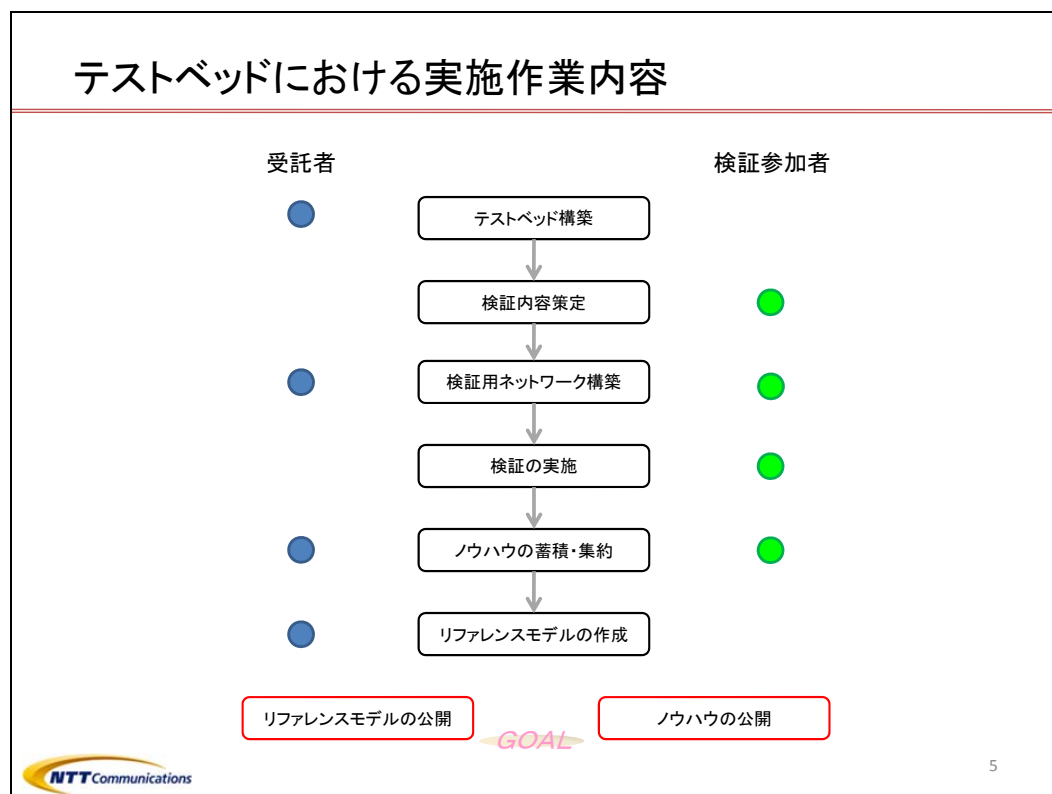 テストベッドにおける実施作業内容
受託者
検証参加者
テストベッド構築
検証内容策定
検証用ネットワーク構築
検証の実施
ノウハウの蓄積・集約
リファレンスモデルの作成
リファレンスモデルの公開
ノウハウの公開
GOAL
NTT Communications
5